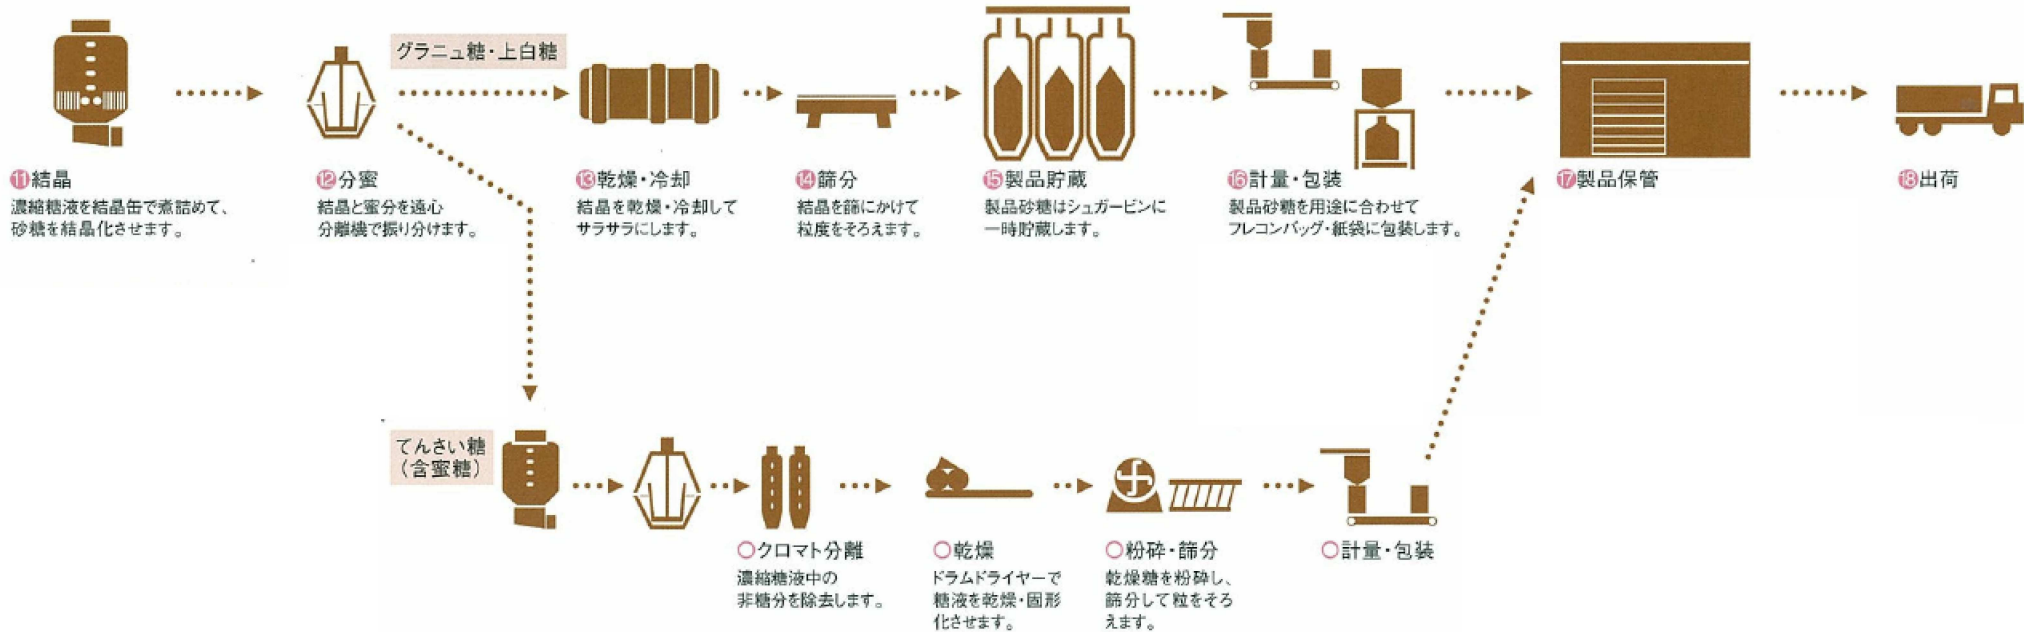 グラニュ糖・上白糖
⑪結晶
濃縮糖液を結晶缶で煮詰めて、
砂糖を結晶化させます。
⑫分蜜
結晶と蜜分を遠心
分離機で振り分けます。
⑬乾燥・冷却
結晶を乾燥・冷却して
サラサラにします。
⑭篩分
結晶を篩にかけて
粒度をそろえます。
⑮製品貯蔵
製品砂糖はシュガービンに
一時貯蔵します。
⑯計量・包装
製品砂糖を用途に合わせて
フレコンバッグ・紙袋に包装します。
⑰製品保管
⑱出荷
てんさい糖
（含蜜糖）
○クロマト分離
濃縮糖液中の
非糖分を除去します。
○乾燥
ドラムドライヤーで
糖液を乾燥・固形
化させます。
○粉砕・篩分
乾燥糖を粉砕し、
篩分して粒をそろ
えます。
○計量・包装